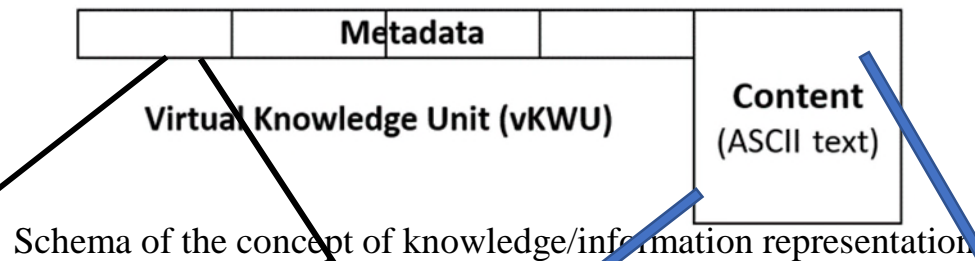 Metadata
Virtual Knowledge Unit (vKWU)
Content
(ASCII text)
Schema of the concept of knowledge/information representation